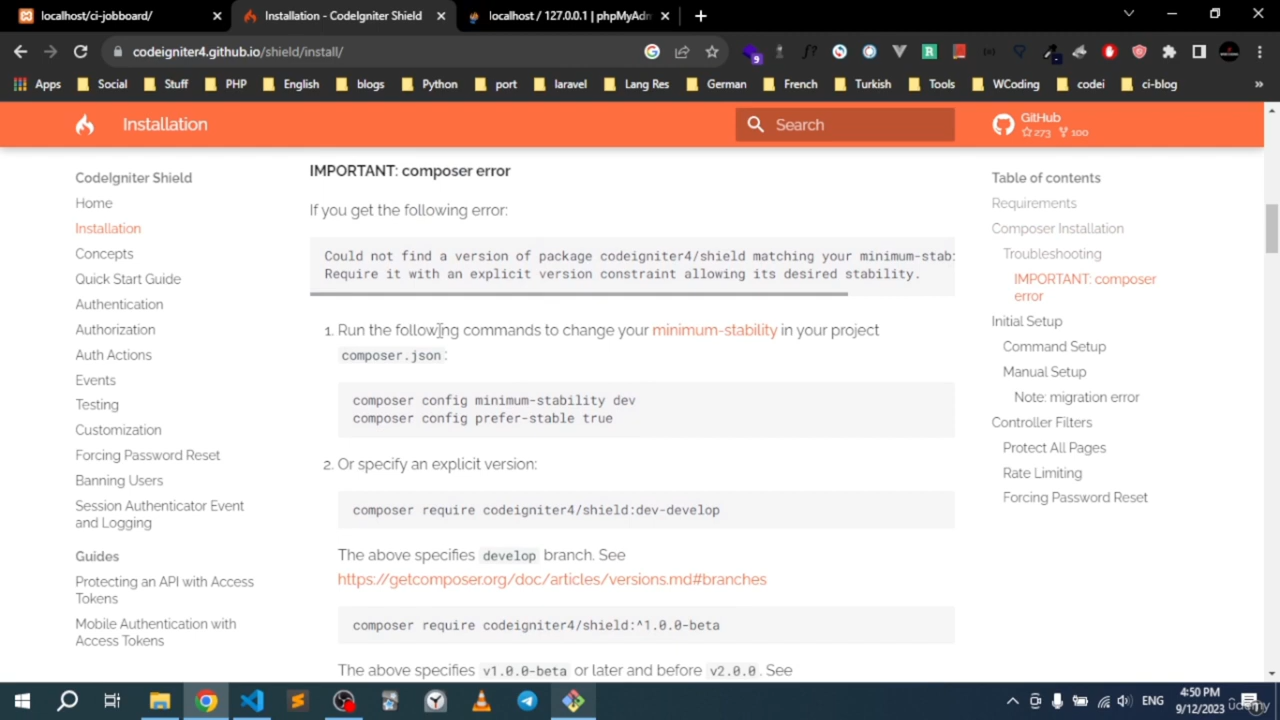 localhost/ci-jobboard/
Installation - CodeIgniter Shield
localhost / 127.0.0.1 | phpMyAdm
codeigniter4.github.io/shield/install/
Apps
Social
Stuff
PHP
English
blogs
Python
port
laravel
Lang Res
German
French
Turkish
Tools
WCoding
codei
ci-blog
Installation
Search
GitHub
273 100
CodeIgniter Shield
Home
Installation
Concepts
Quick Start Guide
Authentication
Authorization
Auth Actions
Events
Testing
Customization
Forcing Password Reset
Banning Users
Session Authenticator Event
and Logging
Guides
Protecting an API with Access
Tokens
Mobile Authentication with
Access Tokens
IMPORTANT: composer error
If you get the following error:
Could not find a version of package codeigniter4/shield matching your minimum-stab
Require it with an explicit version constraint allowing its desired stability.
1. Run the following commands to change your minimum-stability in your project
composer.json:
composer config minimum-stability dev
composer config prefer-stable true
2. Or specify an explicit version:
composer require codeigniter4/shield:dev-develop
The above specifies develop branch. See
https://getcomposer.org/doc/articles/versions.md#branches
composer require codeigniter4/shield:^1.0.0-beta
The above specifies v1.0.0-beta or later and before v2.0.0. See
Table of contents
Requirements
Composer Installation
Troubleshooting
IMPORTANT: composer
error
Initial Setup
Command Setup
Manual Setup
Note: migration error
Controller Filters
Protect All Pages
Rate Limiting
Forcing Password Reset
ENG
4:50 PM
9/12/2023
udemy